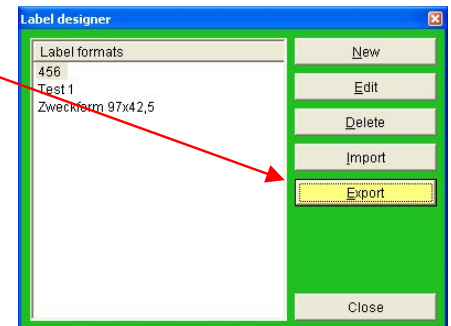 Label designer
Label formats
456
Test 1
Zweckform 97x42,5
New
Edit
Delete
Import
Export
Close